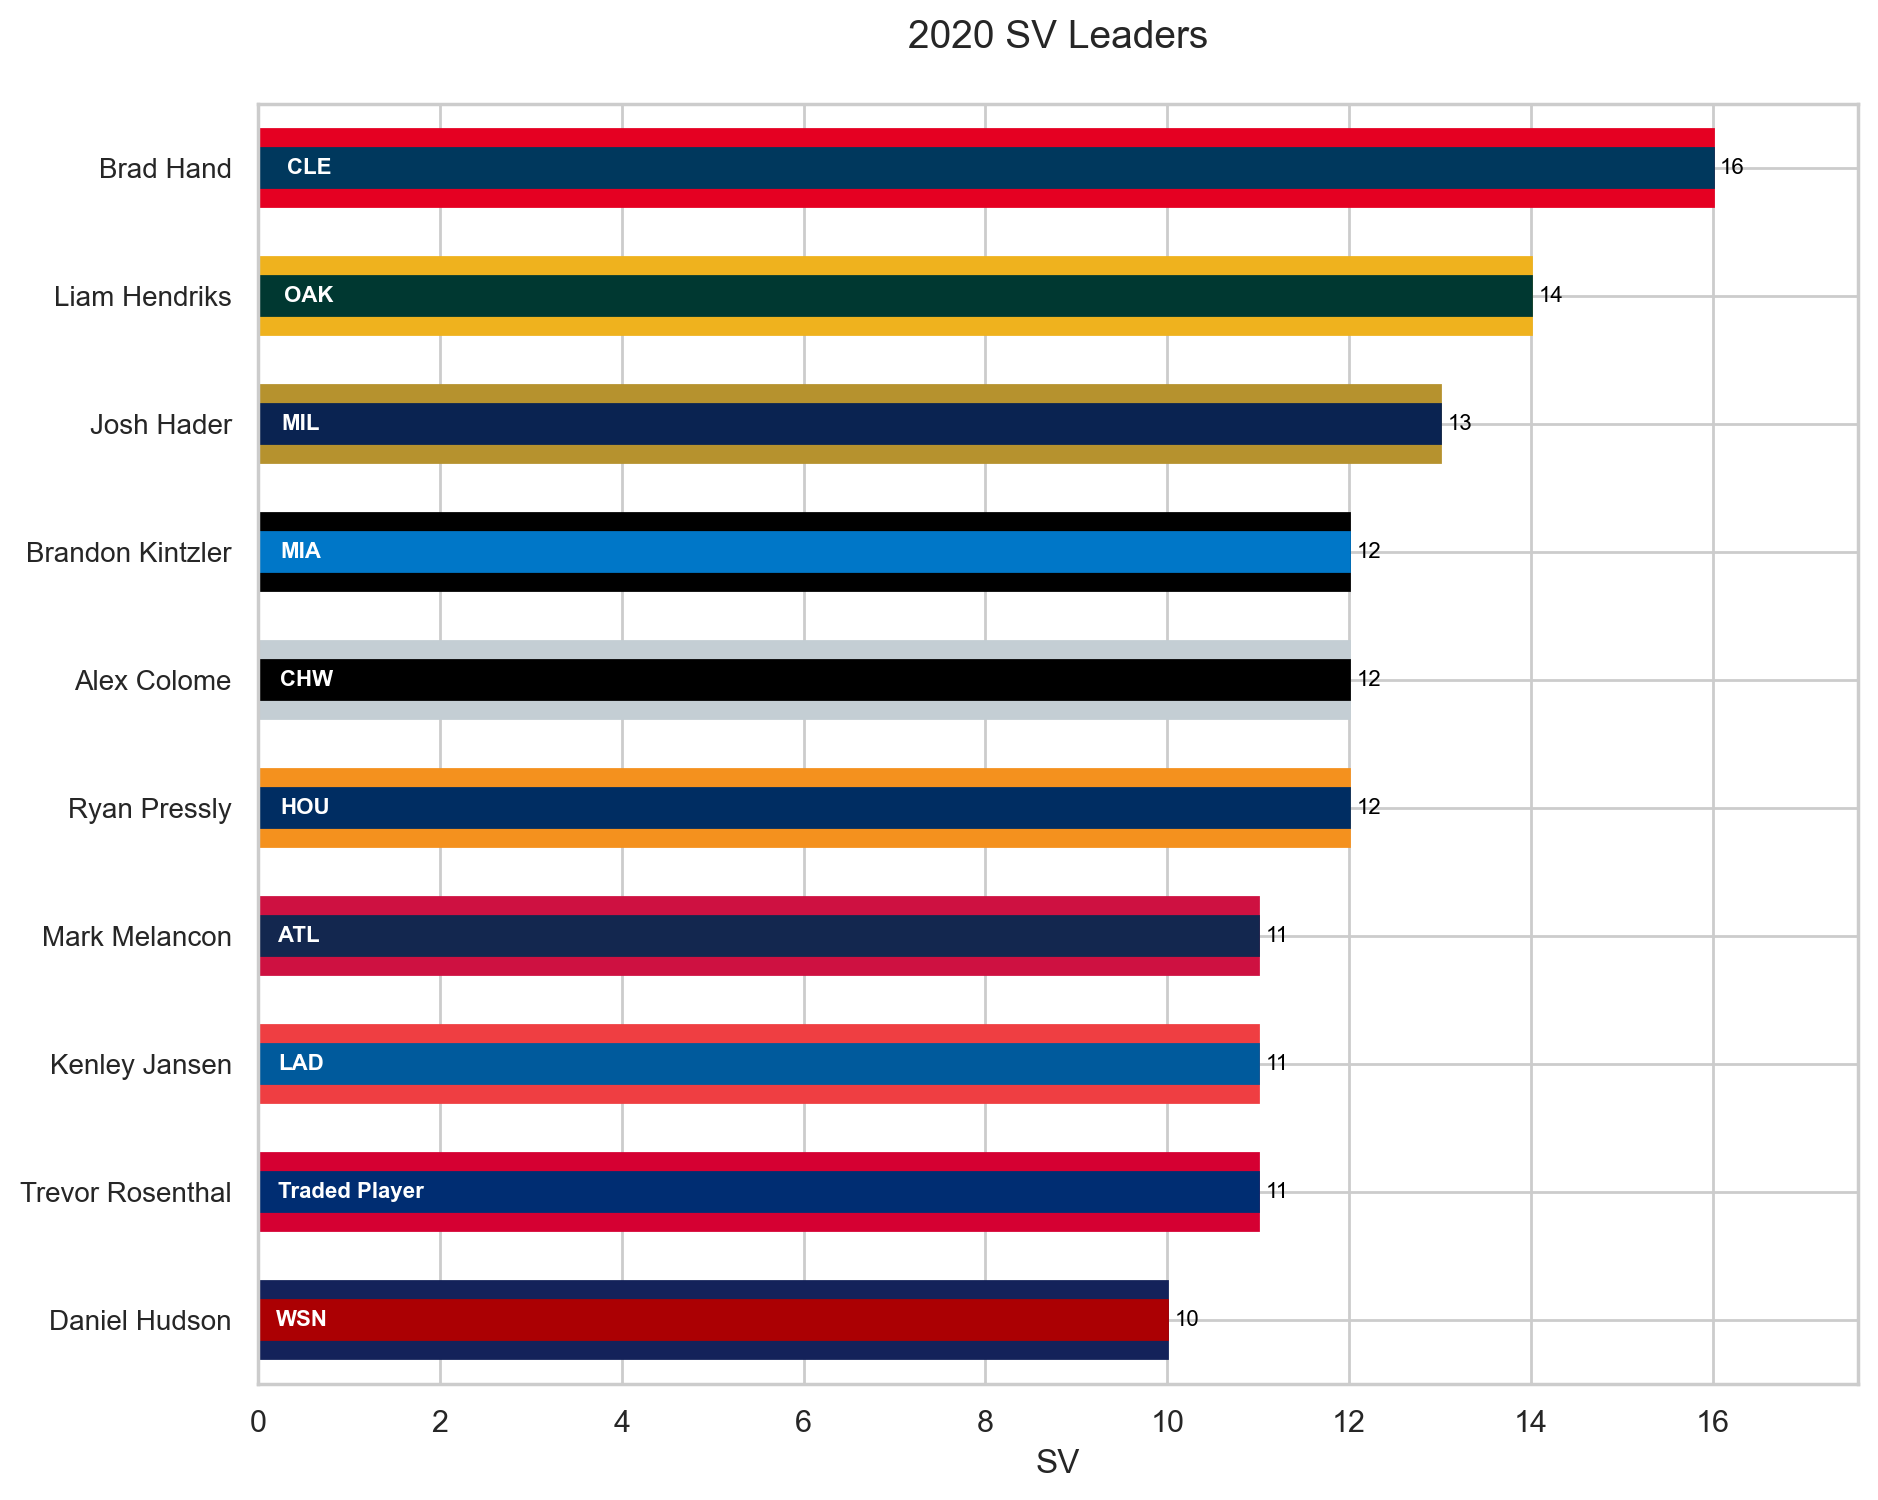 2020 SV Leaders
Brad Hand CLE 16
Liam Hendriks OAK 14
Josh Hader MIL 13
Brandon Kintzler MIA 12
Alex Colome CHW 12
Ryan Pressly HOU 12
Mark Melancon ATL 11
Kenley Jansen LAD 11
Trevor Rosenthal Traded Player 11
Daniel Hudson WSN 10
0 2 4 6 8 10 12 14 16
SV